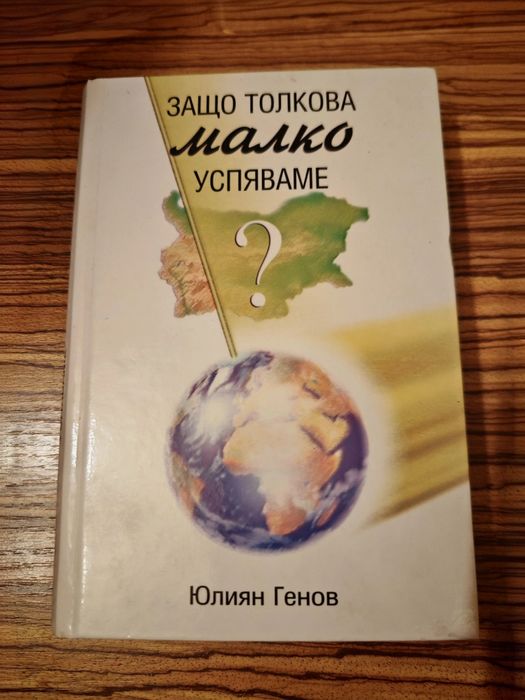 ЗАЩО ТОЛКОВА
малко
УСПЯВАМЕ
?
Юлиян Генов